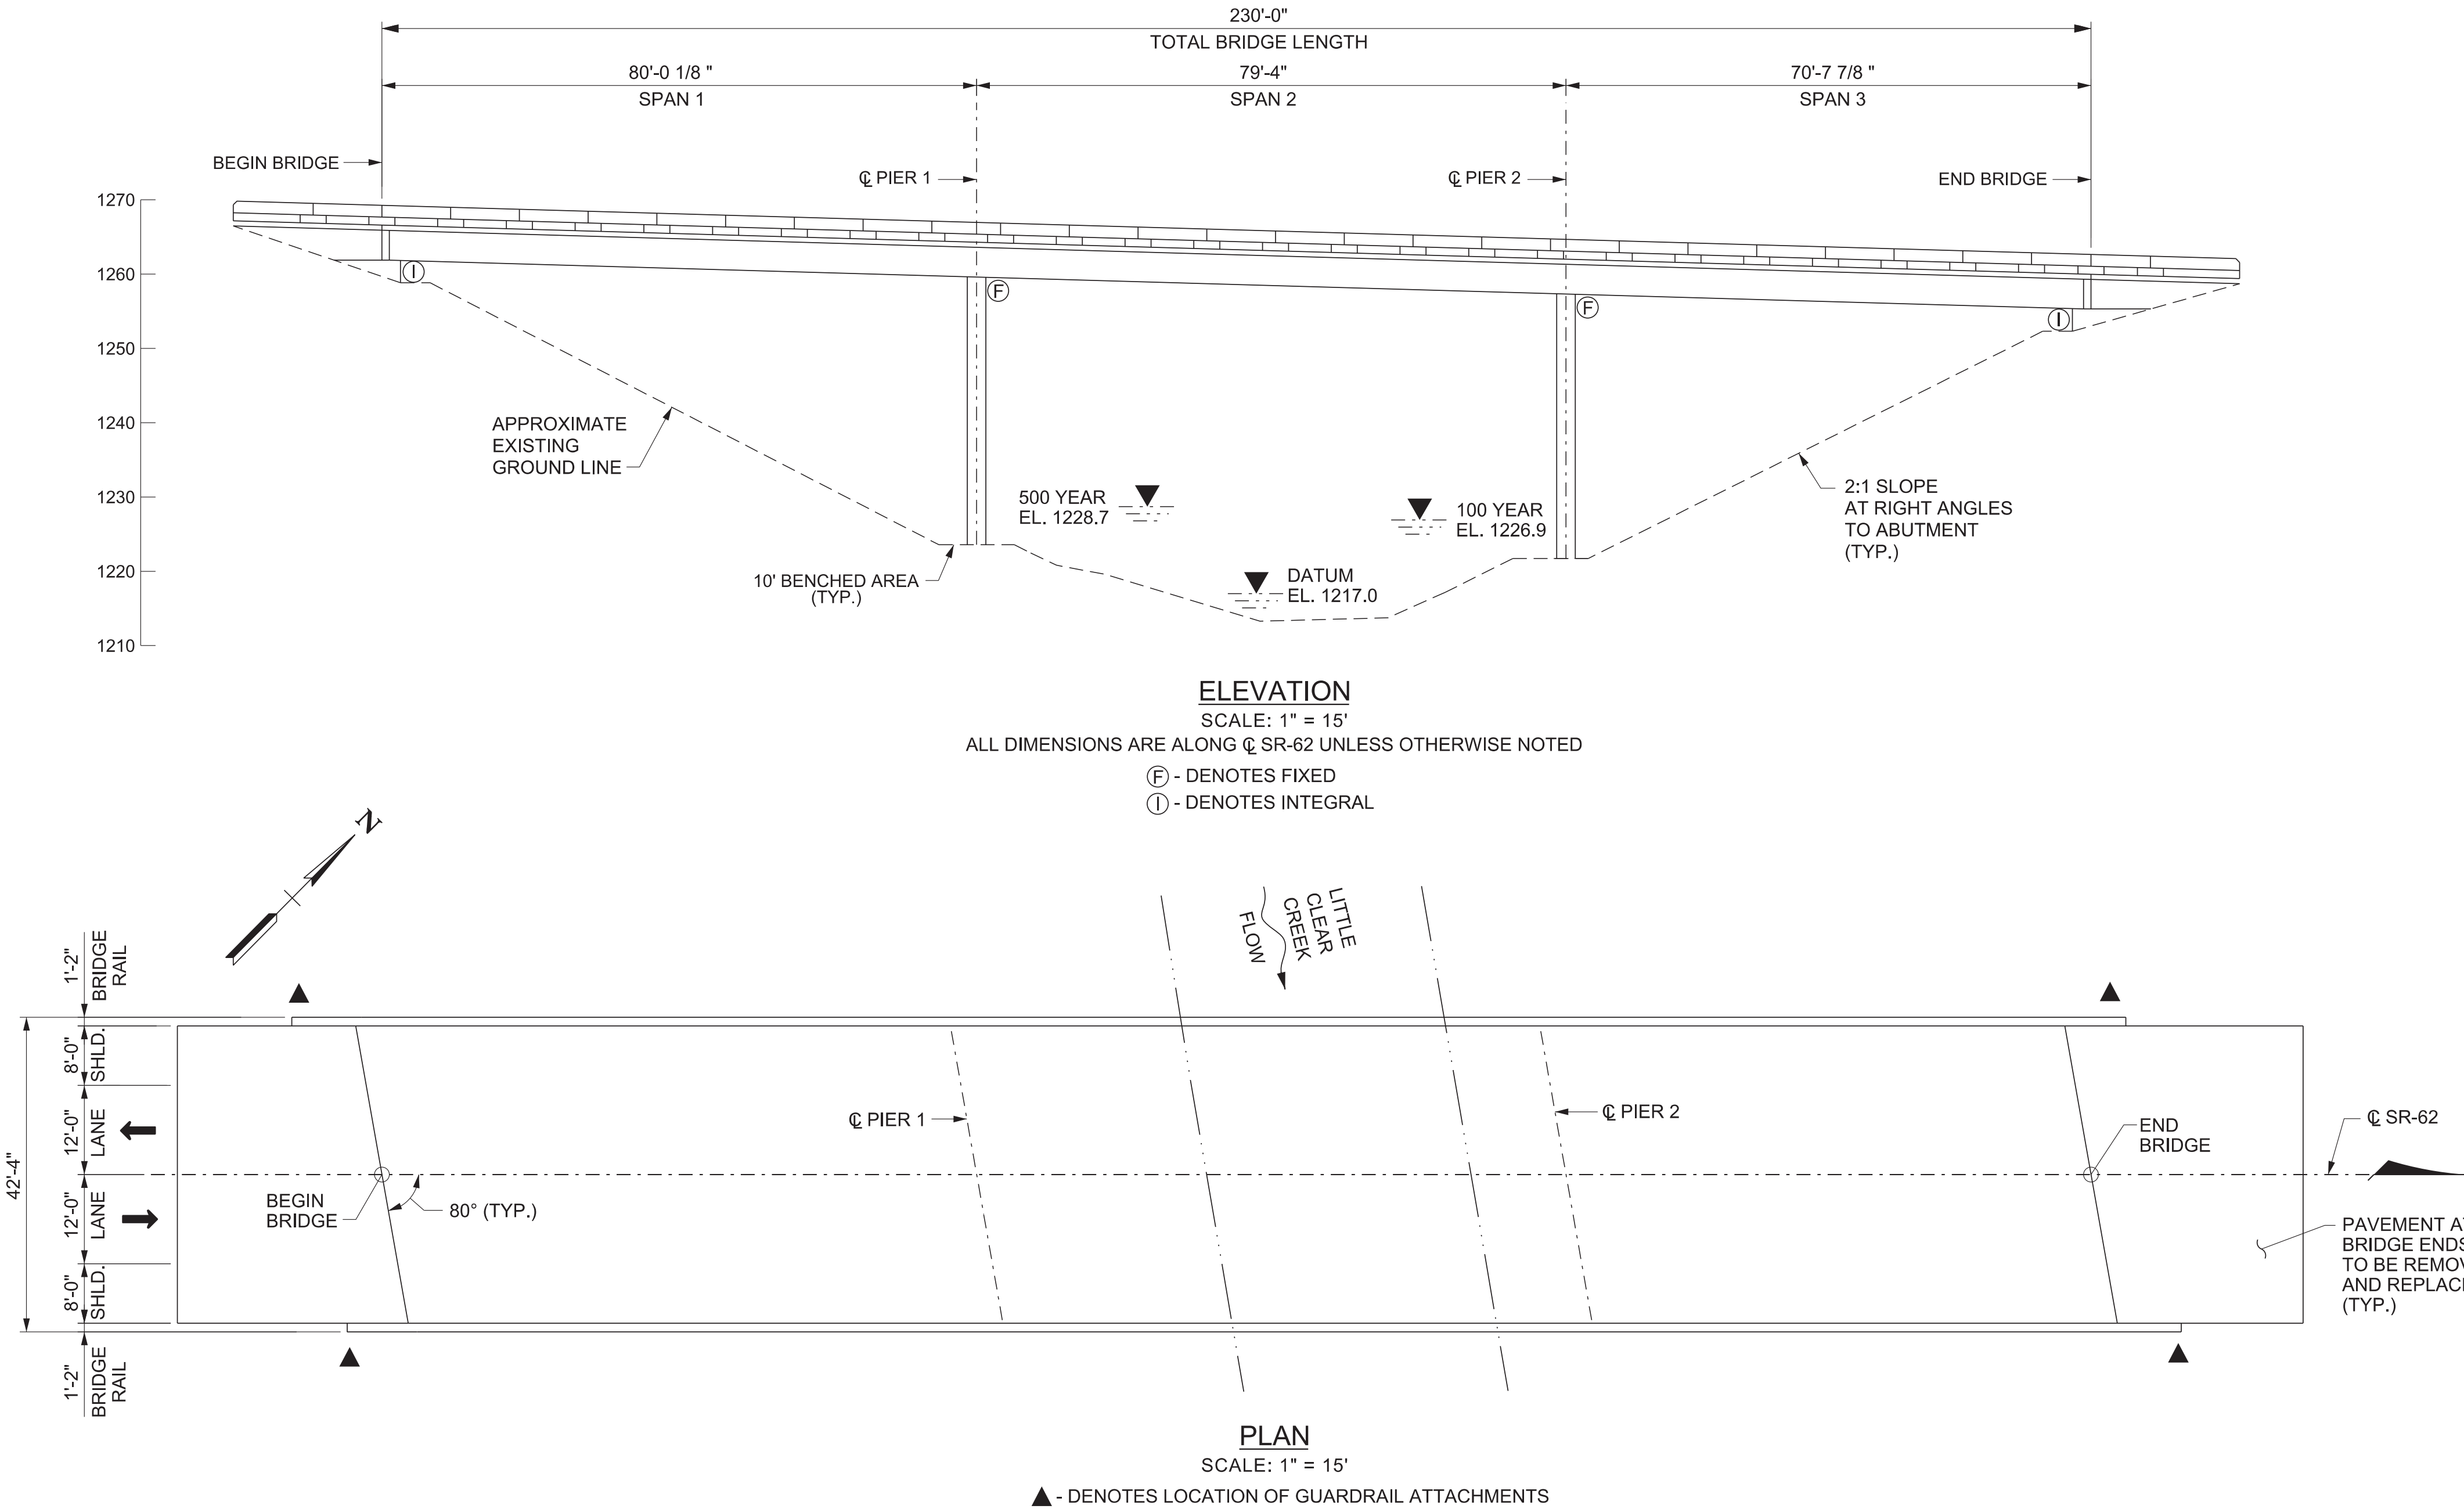 230'-0"
TOTAL BRIDGE LENGTH
80'-0 1/8 "
SPAN 1
79'-4"
SPAN 2
70'-7 7/8 "
SPAN 3
BEGIN BRIDGE
℄ PIER 1
℄ PIER 2
END BRIDGE
1270
1260
1250
1240
1230
1220
1210
I
F
F
I
APPROXIMATE
EXISTING
GROUND LINE
500 YEAR
EL. 1228.7
100 YEAR
EL. 1226.9
2:1 SLOPE
AT RIGHT ANGLES
TO ABUTMENT
(TYP.)
10' BENCHED AREA
(TYP.)
DATUM
EL. 1217.0
ELEVATION
SCALE: 1" = 15'
ALL DIMENSIONS ARE ALONG ℄ SR-62 UNLESS OTHERWISE NOTED
F - DENOTES FIXED
I - DENOTES INTEGRAL
N
LITTLE
CLEAR
CREEK
FLOW
1'-2"
BRIDGE
RAIL
8'-0"
SHLD.
12'-0"
LANE
42'-4"
12'-0"
LANE
8'-0"
SHLD.
1'-2"
BRIDGE
RAIL
℄ PIER 1
℄ PIER 2
END
BRIDGE
℄ SR-62
BEGIN
BRIDGE
80° (TYP.)
PAVEMENT
BRIDGE
TO BE
AND
(TYP.)
PLAN
SCALE: 1" = 15'
▲ - DENOTES LOCATION OF GUARDRAIL ATTACHMENTS